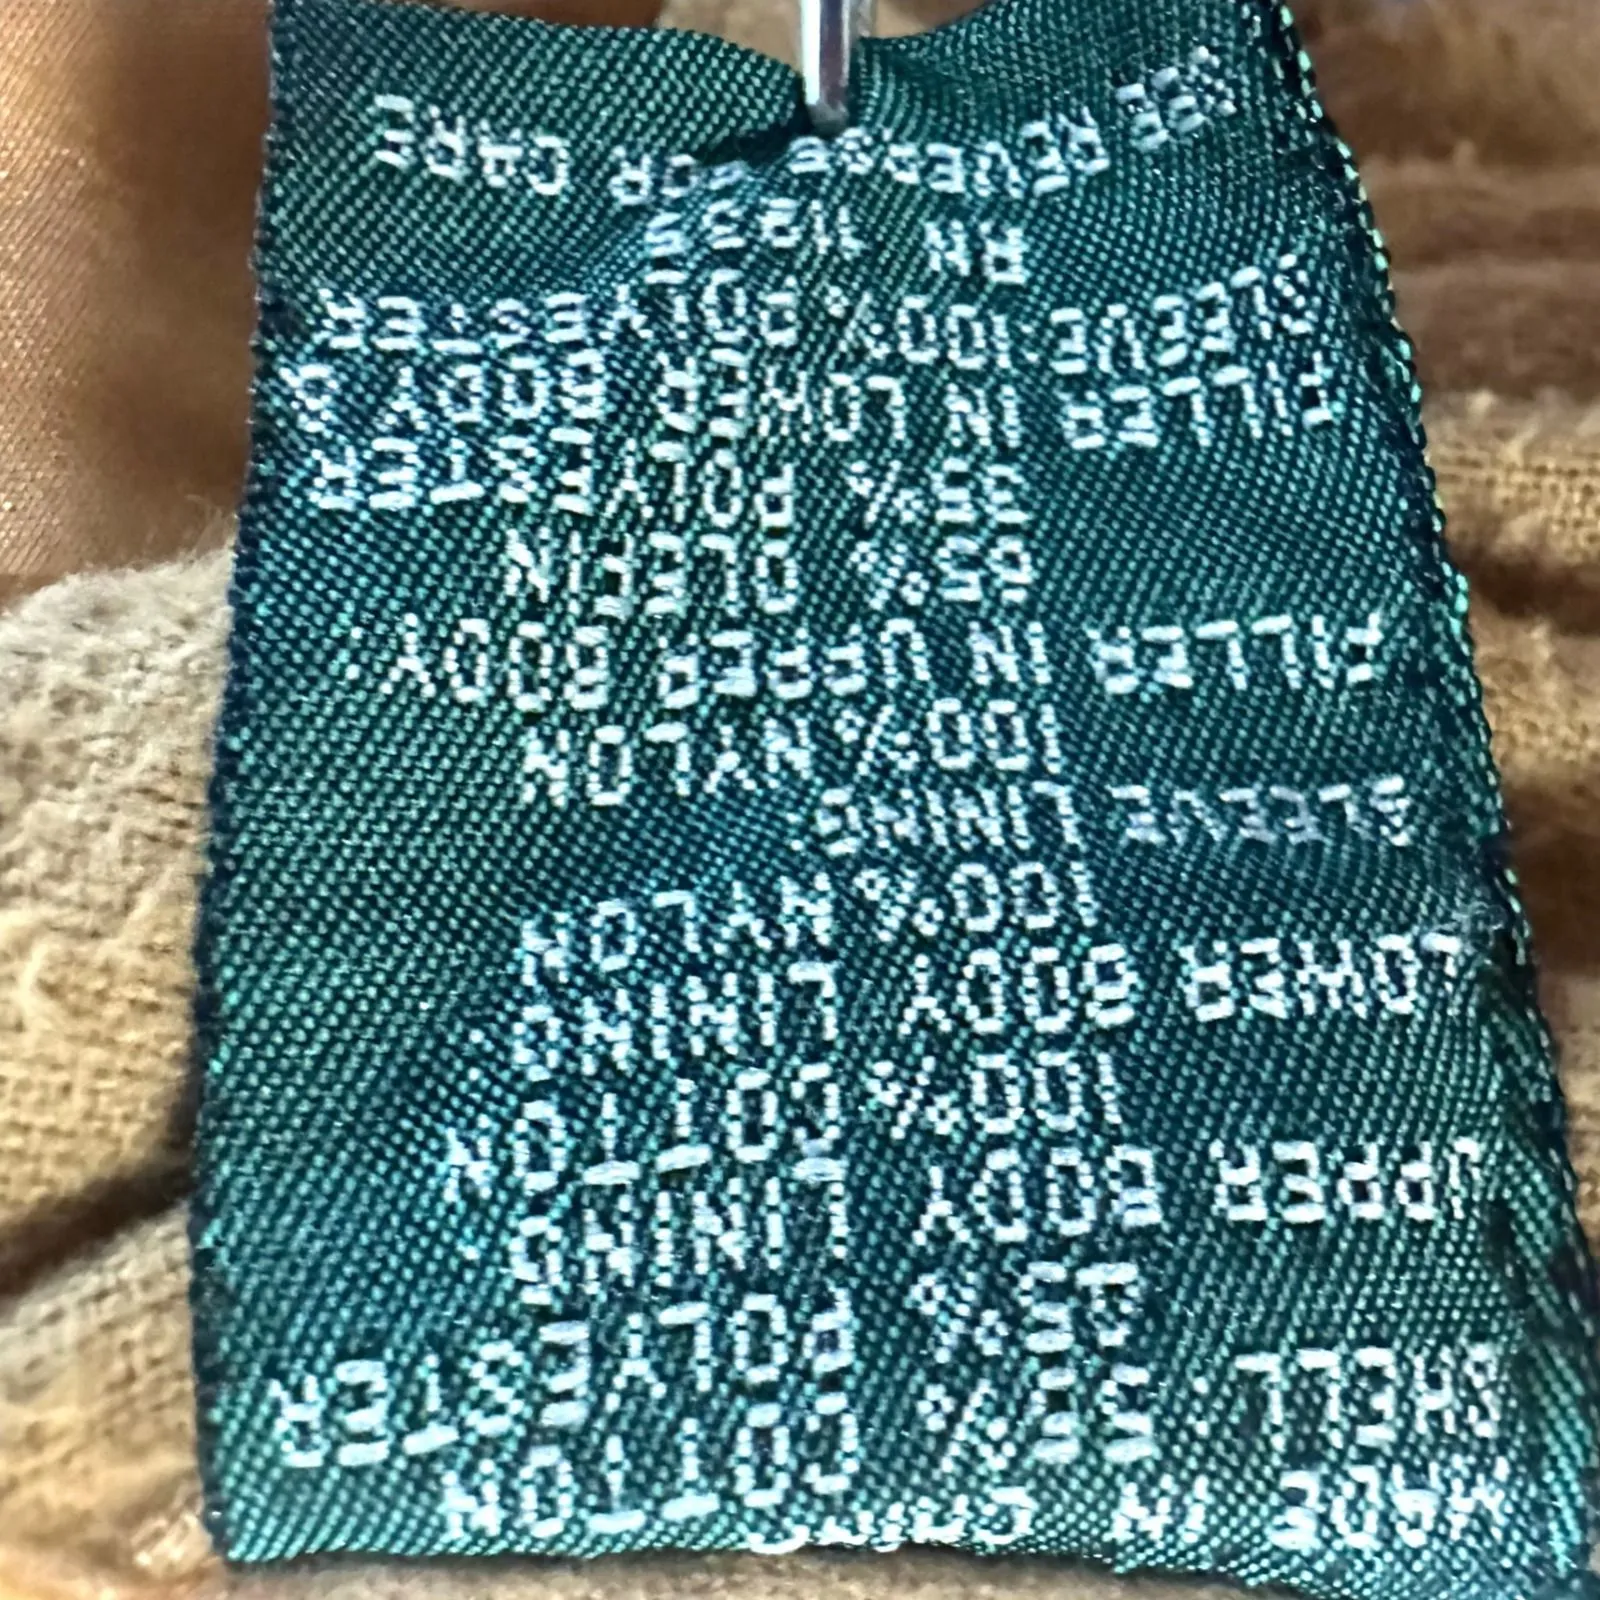 MADE IN CHINA
SHELL: 55% COTTON
POLYESTER
UPPER BODY LINING
100% COTTON
LOWER BODY LINING
100% NYLON
SLEEVE LINING
100% NYLON
FILLER IN UPPER BODY:
65% OLEFIN
35% POLYESTER
FILLER IN LOWER BODY &
SLEEVE:100% POLYESTER
RN
SEE REVERSE FOR CARE